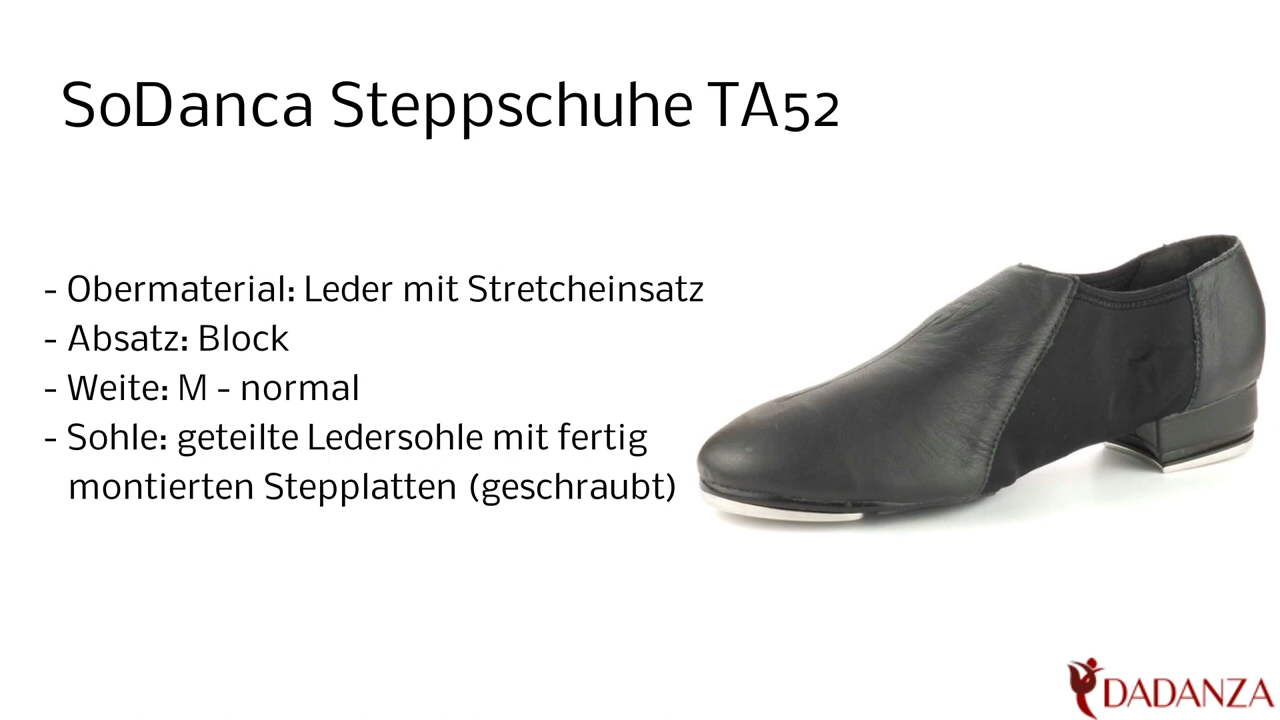 SoDanca Steppschuhe TA52
- Obermaterial: Leder mit Stretcheinsatz
- Absatz: Block
- Weite: M - normal
- Sohle: geteilte Ledersohle mit fertig
montierten Stepplatten (geschraubt)
DADANZA